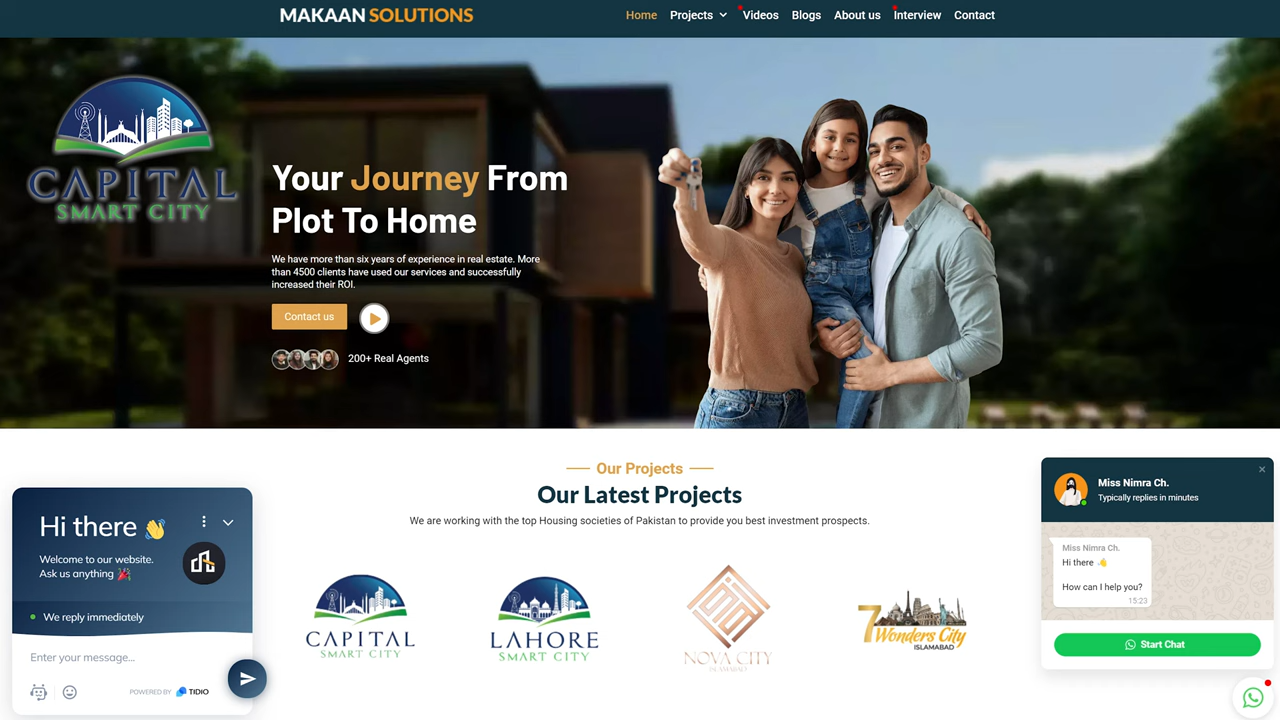 MAKAAN SOLUTIONS
Home Projects Videos Blogs About us Interview Contact
CAPITAL
SMART CITY
Your Journey From
Plot To Home
We have more than six years of experience in real estate. More
than 4500 clients have used our services and successfully
increased their ROI.
Contact us
200+ Real Agents
Our Projects
Our Latest Projects
We are working with the top Housing societies of Pakistan to provide you best investment prospects.
CAPITAL
SMART CITY
LAHORE
SMART CITY
NOVA CITY
ISLAMABAD
7 Wonders City
ISLAMABAD
Hi there
Welcome to our website.
Ask us anything
We reply immediately
Enter your message...
POWERED BY TIDIO
Miss Nimra Ch.
Typically replies in minutes
Miss Nimra Ch.
Hi there
How can I help you?
15:23
Start Chat